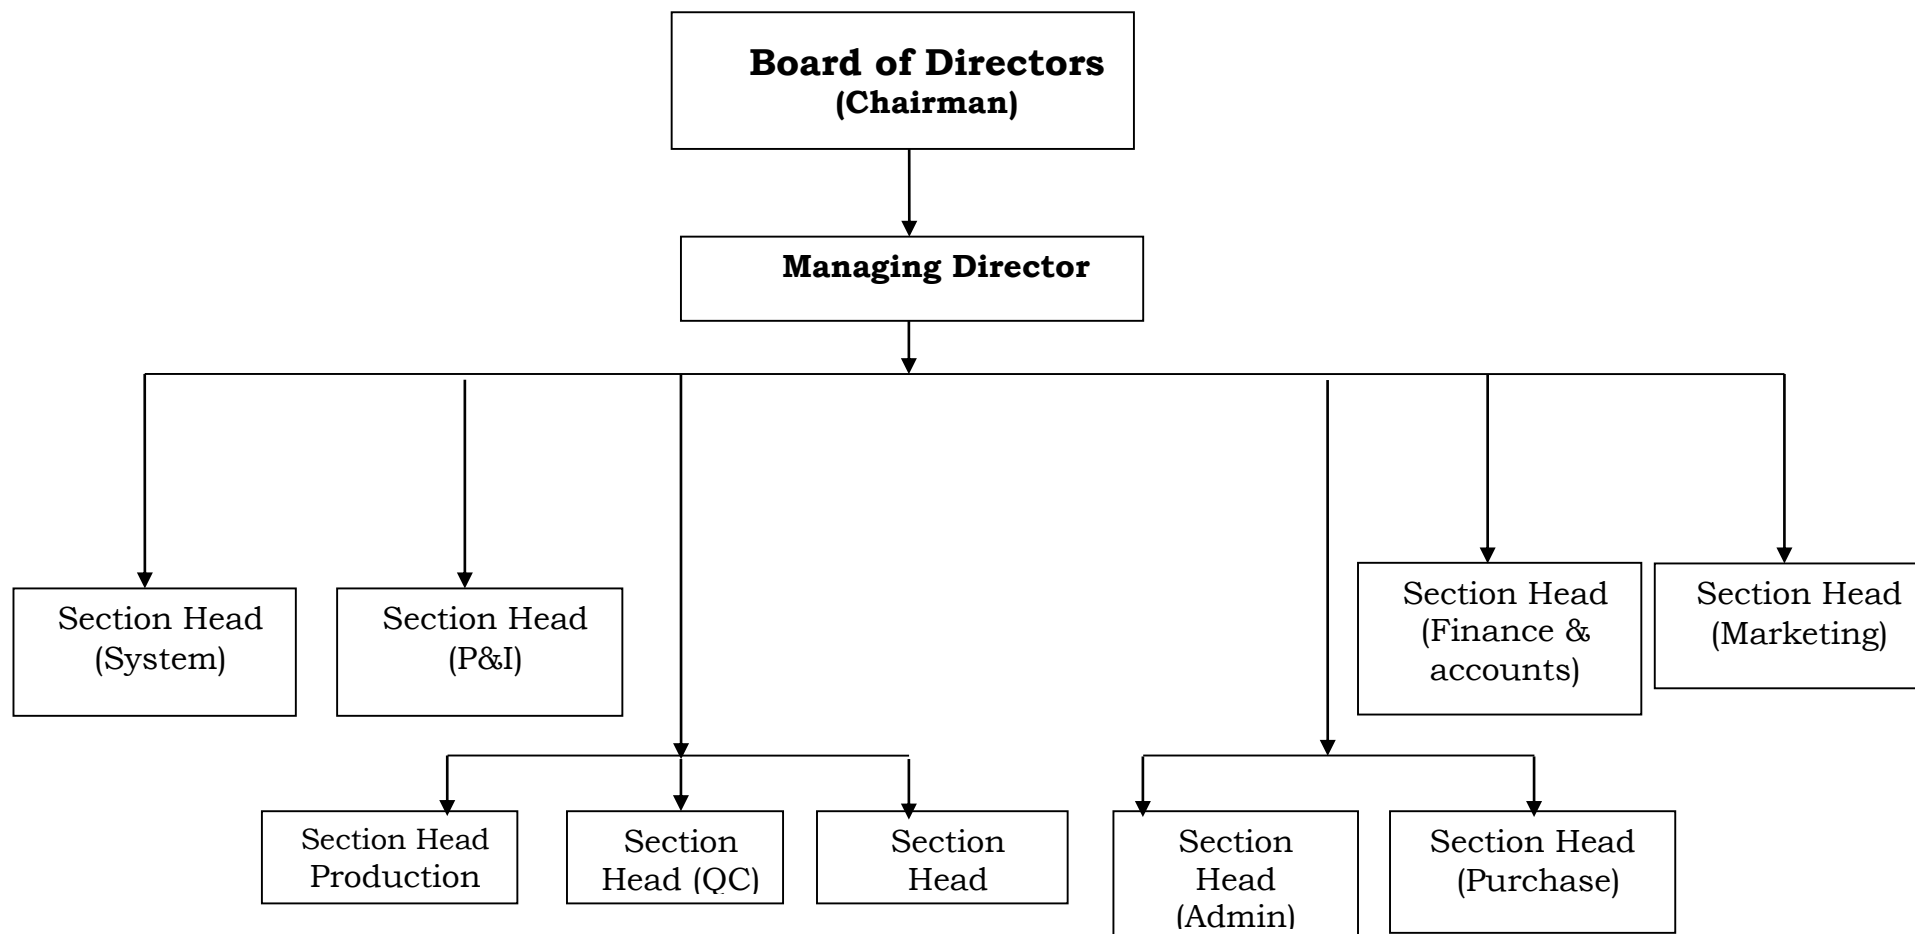 Board of Directors
(Chairman)
Managing Director
Section Head
(System)
Section Head
(P&I)
Section Head
(Finance &
accounts)
Section Head
(Marketing)
Section Head
Production
Section
Head (QC)
Section
Head
Section
Head
(Admin)
Section Head
(Purchase)